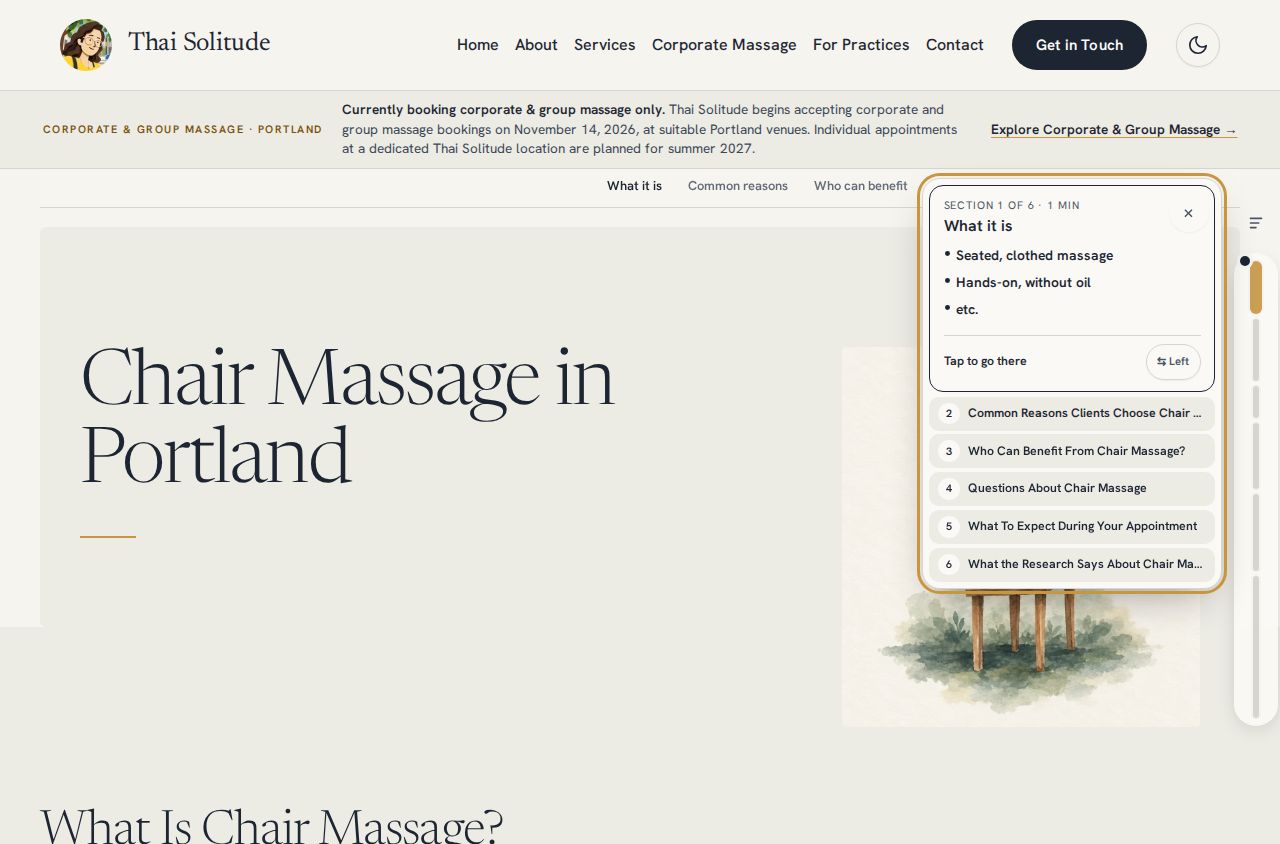 Thai Solitude
Home About Services Corporate Massage For Practices Contact Get in Touch
CORPORATE & GROUP MASSAGE · PORTLAND
Currently booking corporate & group massage only. Thai Solitude begins accepting corporate and
group massage bookings on November 14, 2026, at suitable Portland venues. Individual appointments
at a dedicated Thai Solitude location are planned for summer 2027.
Explore Corporate & Group Massage →
What it is Common reasons Who can benefit
SECTION 1 OF 6 · 1 MIN
What it is
• Seated, clothed massage
• Hands-on, without oil
• etc.
Tap to go there
⇆ Left
2 Common Reasons Clients Choose Chair ...
3 Who Can Benefit From Chair Massage?
4 Questions About Chair Massage
5 What To Expect During Your Appointment
6 What the Research Says About Chair Ma...
Chair Massage in
Portland
What Is Chair Massage?